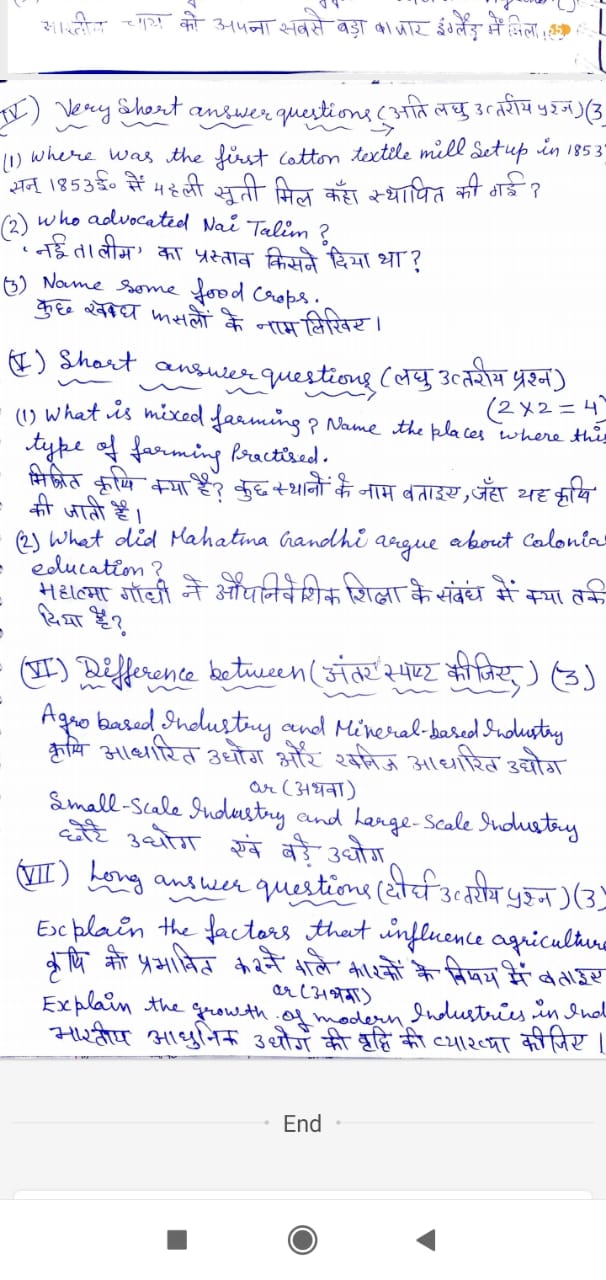 भारतीय चाय को अपना सबसे बड़ा बाजार इंग्लैंड में मिला।
IV) Very Short answer questions (अति लघु उत्तरीय प्रश्न) (3
(1) Where was the first cotton textile mill Setup in 1853
सन् 1853ई० में पहली सूती मिल कहाँ स्थापित की गई ?
(2) Who advocated Nai Talim ?
'नई तालीम' का प्रस्ताव किसने दिया था ?
(3) Name some food Crops.
कुछ खाद्य फसलों के नाम लिखिए।
(V) Short answer questions (लघु उत्तरीय प्रश्न)
(2x2=4)
(1) What is mixed farming ? Name the places where this
type of farming Practised.
मिश्रित कृषि क्या है? कुछ स्थानों के नाम बताइए, जहाँ यह कृषि
की जाती है।
(2) What did Mahatma Gandhi argue about Colonia
education ?
महात्मा गाँधी ने औपनिवेशिक शिक्षा के संबंध में क्या तर्क
दिया है?
(VI) Difference between (अंतर स्पष्ट कीजिए) (3)
Agro based Industry and Mineral-based Industry
कृषि आधारित उद्योग और खनिज आधारित उद्योग
or (अथवा)
Small-Scale Industry and Large-Scale Industry
छोटे उद्योग एवं बड़े उद्योग
(VII) Long answer questions (दीर्घ उत्तरीय प्रश्न) (3)
Explain the factors that influence agriculture
कृषि को प्रभावित करने वाले कारकों के विषय में बताइए
or (अथवा)
Explain the growth of modern Industries in Ind
भारतीय आधुनिक उद्योग की वृद्धि की व्याख्या कीजिए।
End